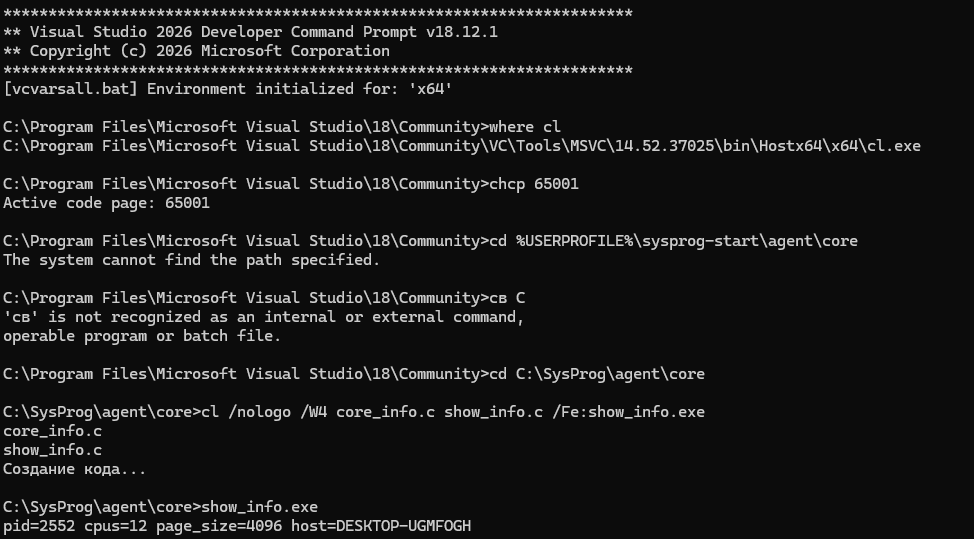 **********************************************************************
** Visual Studio 2026 Developer Command Prompt v18.12.1
** Copyright (c) 2026 Microsoft Corporation
**********************************************************************
[vcvarsall.bat] Environment initialized for: 'x64'
C:\Program Files\Microsoft Visual Studio\18\Community>where cl
C:\Program Files\Microsoft Visual Studio\18\Community\VC\Tools\MSVC\14.52.37025\bin\Hostx64\x64\cl.exe
C:\Program Files\Microsoft Visual Studio\18\Community>chcp 65001
Active code page: 65001
C:\Program Files\Microsoft Visual Studio\18\Community>cd %USERPROFILE%\sysprog-start\agent\core
The system cannot find the path specified.
C:\Program Files\Microsoft Visual Studio\18\Community>св C
'св' is not recognized as an internal or external command,
operable program or batch file.
C:\Program Files\Microsoft Visual Studio\18\Community>cd C:\SysProg\agent\core
C:\SysProg\agent\core>cl /nologo /W4 core_info.c show_info.c /Fe:show_info.exe
core_info.c
show_info.c
Создание кода...
C:\SysProg\agent\core>show_info.exe
pid=2552 cpus=12 page_size=4096 host=DESKTOP-UGMFOGH